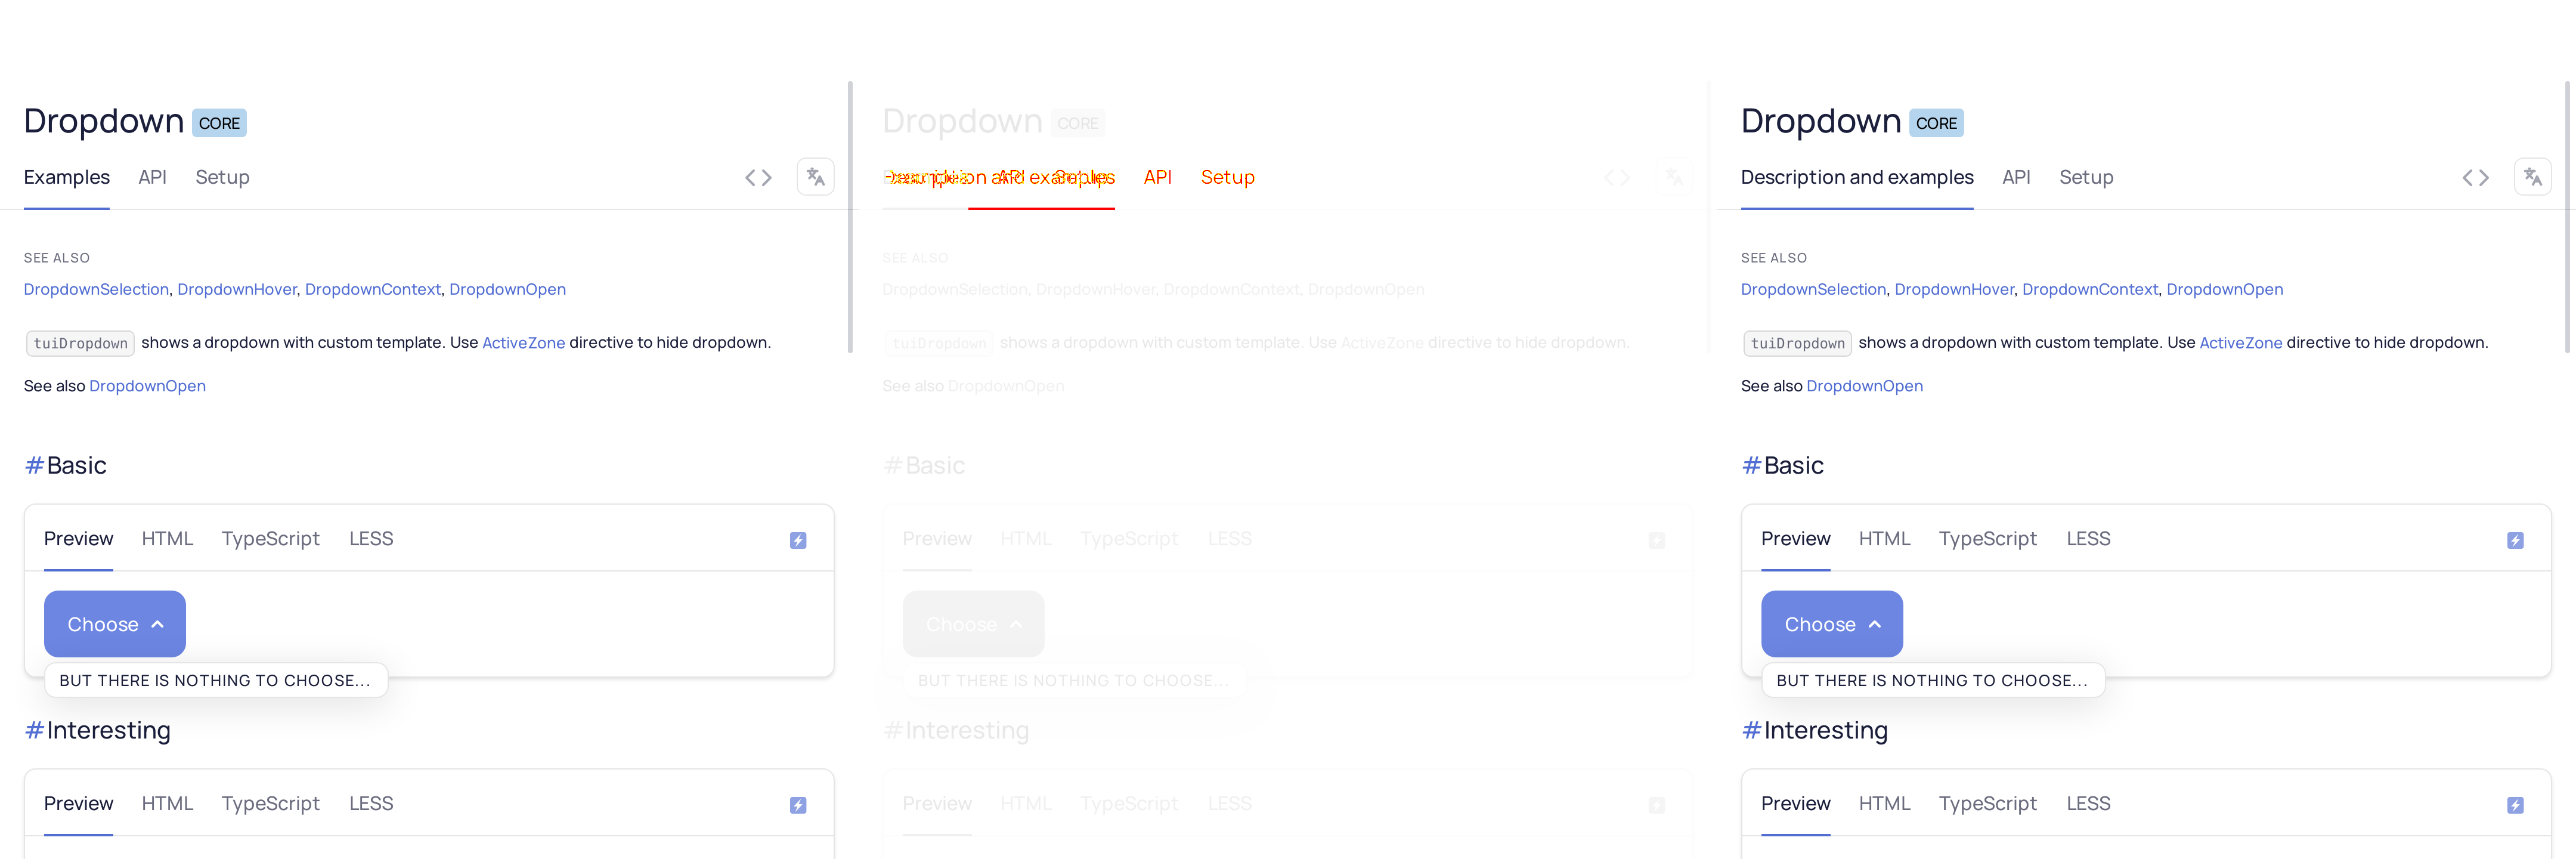 Dropdown CORE
Examples API Setup
SEE ALSO
DropdownSelection, DropdownHover, DropdownContext, DropdownOpen
tuiDropdown shows a dropdown with custom template. Use ActiveZone directive to hide dropdown.
See also DropdownOpen
#Basic
Preview HTML TypeScript LESS
Choose
BUT THERE IS NOTHING TO CHOOSE...
#Interesting
Preview HTML TypeScript LESS
Dropdown CORE
API Setup
SEE ALSO
DropdownSelection, DropdownHover, DropdownContext, DropdownOpen
tuiDropdown shows a dropdown with custom template. Use ActiveZone directive to hide dropdown.
See also DropdownOpen
#Basic
Preview HTML TypeScript LESS
Choose
BUT THERE IS NOTHING TO CHOOSE...
#Interesting
Preview HTML TypeScript LESS
Dropdown CORE
Description and examples API Setup
SEE ALSO
DropdownSelection, DropdownHover, DropdownContext, DropdownOpen
tuiDropdown shows a dropdown with custom template. Use ActiveZone directive to hide dropdown.
See also DropdownOpen
#Basic
Preview HTML TypeScript LESS
Choose
BUT THERE IS NOTHING TO CHOOSE...
#Interesting
Preview HTML TypeScript LESS